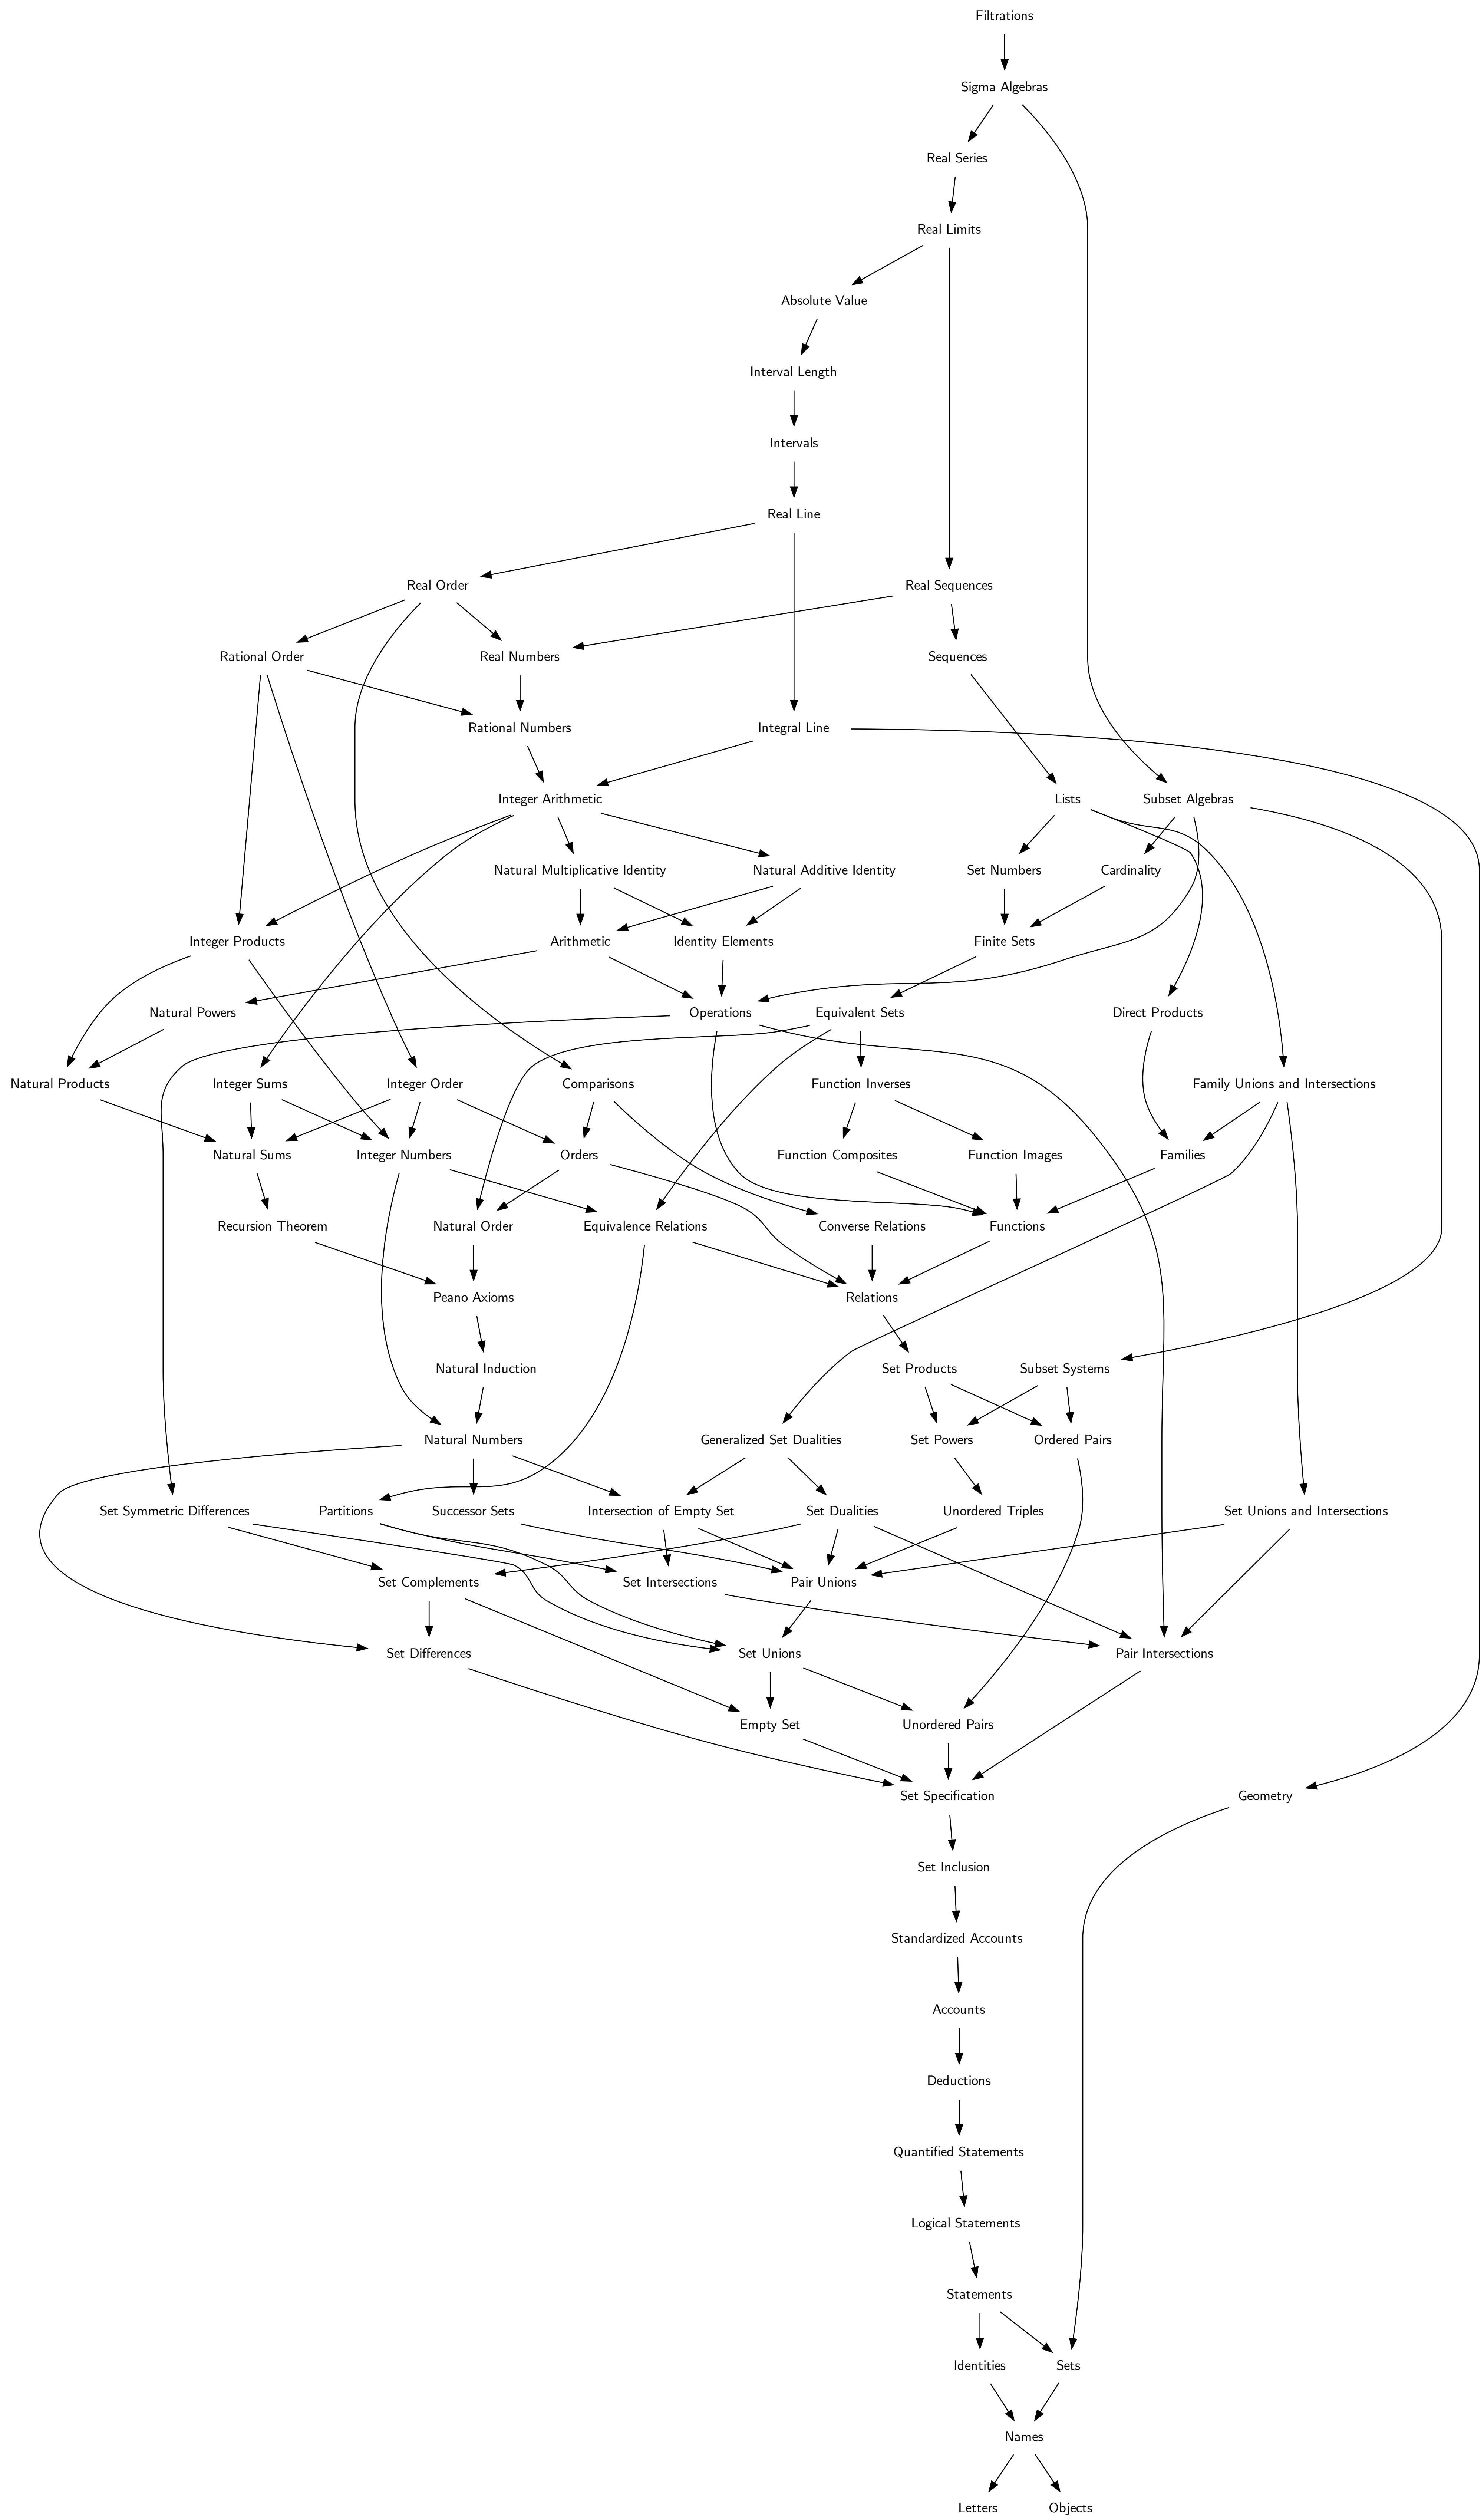 Filtrations
Sigma Algebras
Real Series
Real Limits
Absolute Value
Interval Length
Intervals
Real Line
Real Order
Real Sequences
Rational Order
Real Numbers
Sequences
Rational Numbers
Integral Line
Integer Arithmetic
Lists
Subset Algebras
Natural Multiplicative Identity
Natural Additive Identity
Set Numbers
Cardinality
Integer Products
Arithmetic
Identity Elements
Finite Sets
Natural Powers
Operations
Equivalent Sets
Direct Products
Natural Products
Integer Sums
Integer Order
Comparisons
Function Inverses
Family Unions and Intersections
Natural Sums
Integer Numbers
Orders
Function Composites
Function Images
Families
Recursion Theorem
Natural Order
Equivalence Relations
Converse Relations
Functions
Peano Axioms
Relations
Natural Induction
Set Products
Subset Systems
Natural Numbers
Generalized Set Dualities
Set Powers
Ordered Pairs
Set Symmetric Differences
Partitions
Successor Sets
Intersection of Empty Set
Set Dualities
Unordered Triples
Set Unions and Intersections
Set Complements
Set Intersections
Pair Unions
Set Differences
Set Unions
Pair Intersections
Empty Set
Unordered Pairs
Set Specification
Geometry
Set Inclusion
Standardized Accounts
Accounts
Deductions
Quantified Statements
Logical Statements
Statements
Identities
Sets
Names
Letters
Objects